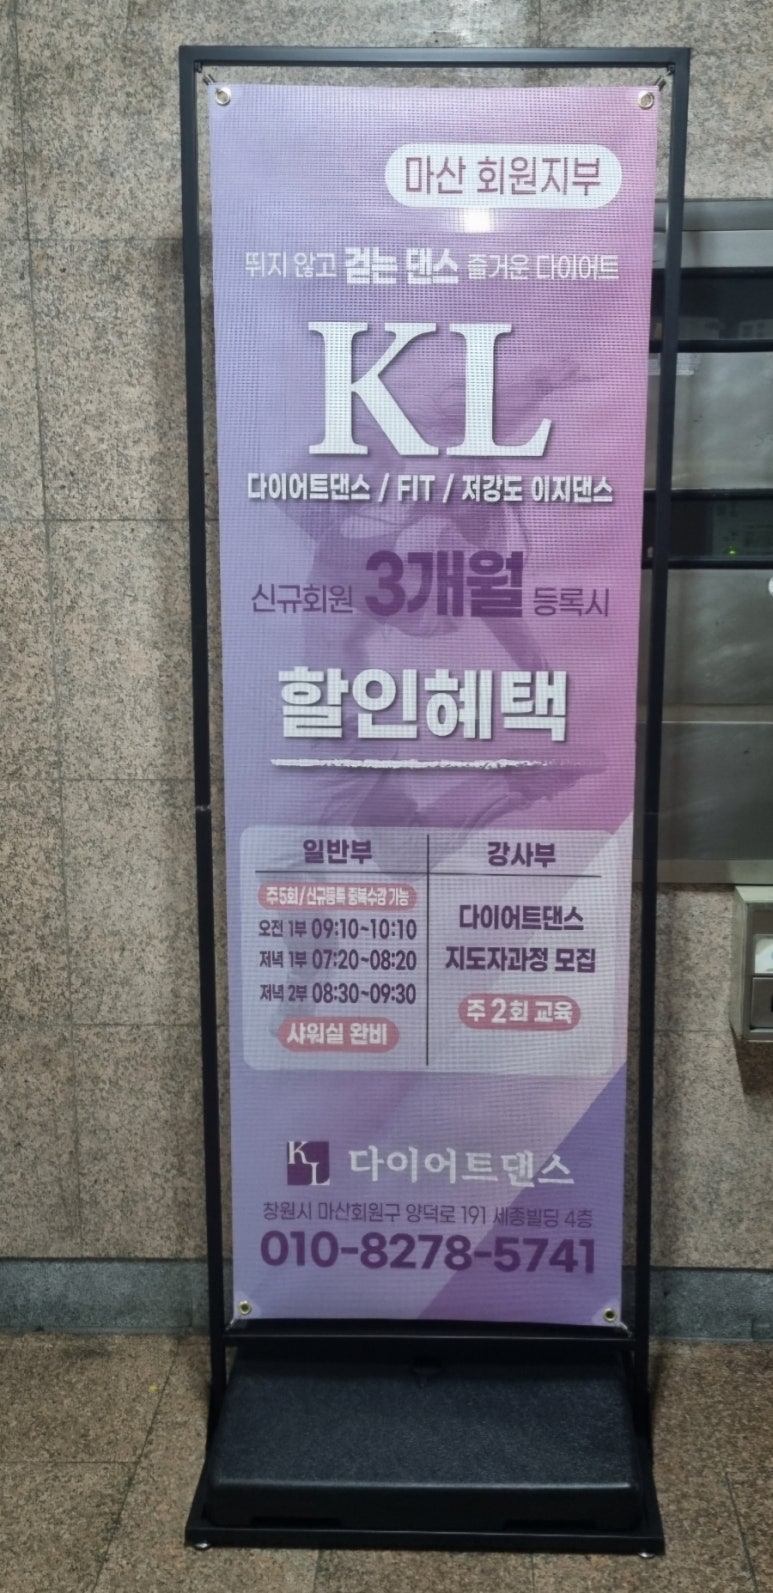 마산 회원지부
뛰지 않고 걷는 댄스 즐거운 다이어트
KL
다이어트댄스 / FIT / 저강도 이지댄스
신규회원 3개월 등록시
할인혜택
일반부
주5회/신규등록 중복수강 가능
오전 1부 09:10~10:10
저녁 1부 07:20~08:20
저녁 2부 08:30~09:30
샤워실 완비
강사부
다이어트댄스
지도자과정 모집
주 2회 교육
KL 다이어트댄스
창원시 마산회원구 양덕로 191 세종빌딩 4층
010-8278-5741